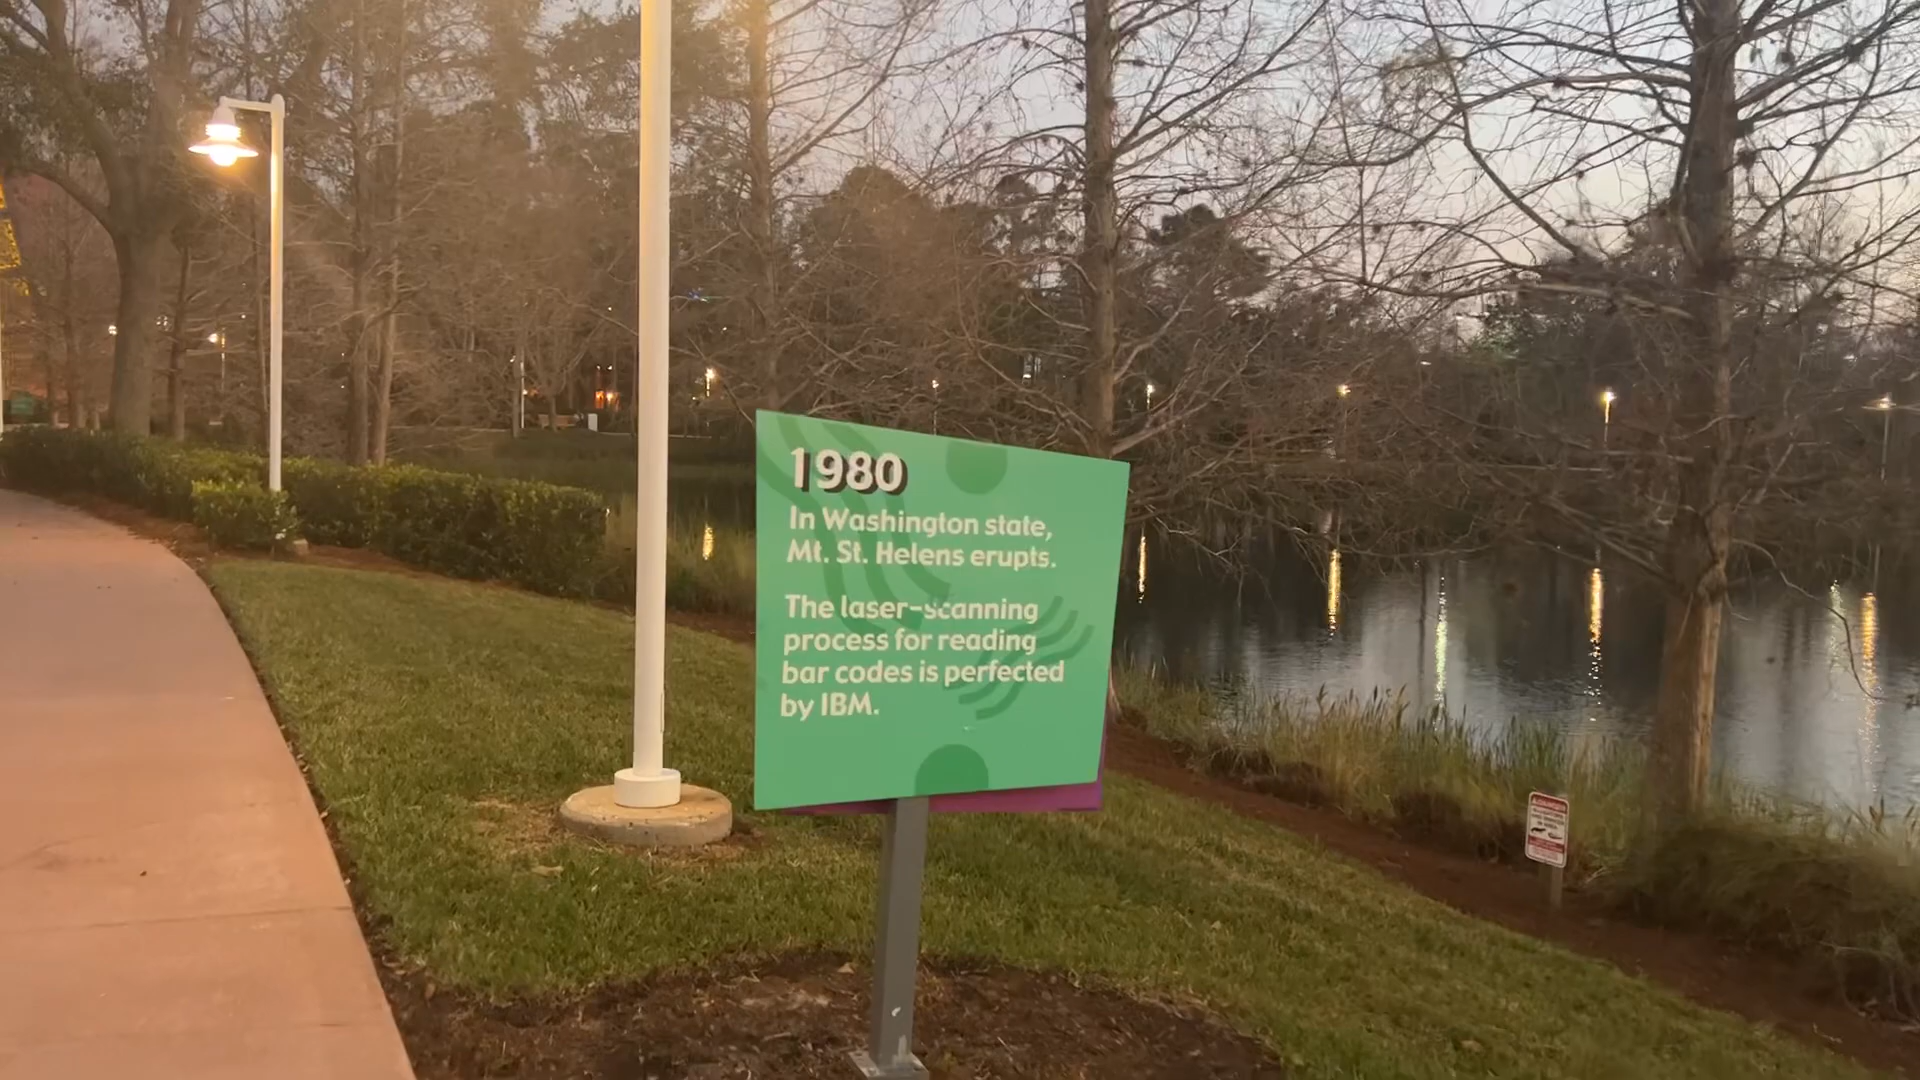 1980
In Washington state,
Mt. St. Helens erupts.
The laser-scanning
process for reading
bar codes is perfected
by IBM.